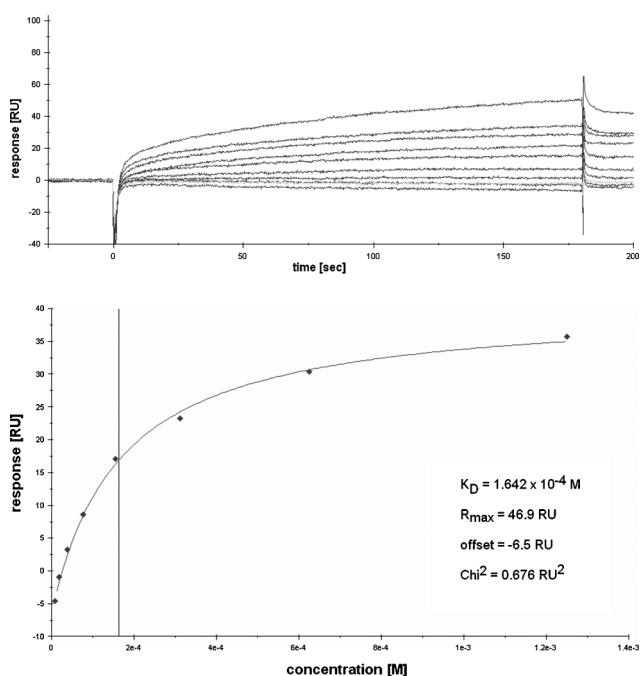 response [RU]
100
80
60
40
20
0
-20
-40
0
50
100
150
200
time [sec]
response [RU]
40
35
30
25
20
15
10
5
0
-5
-10
K_D = 1.642 x 10^-4 M
R_max = 46.9 RU
offset = -6.5 RU
Chi^2 = 0.676 RU^2
0
2e-4
4e-4
6e-4
8e-4
1e-3
1.2e-3
1.4e-3
concentration [M]